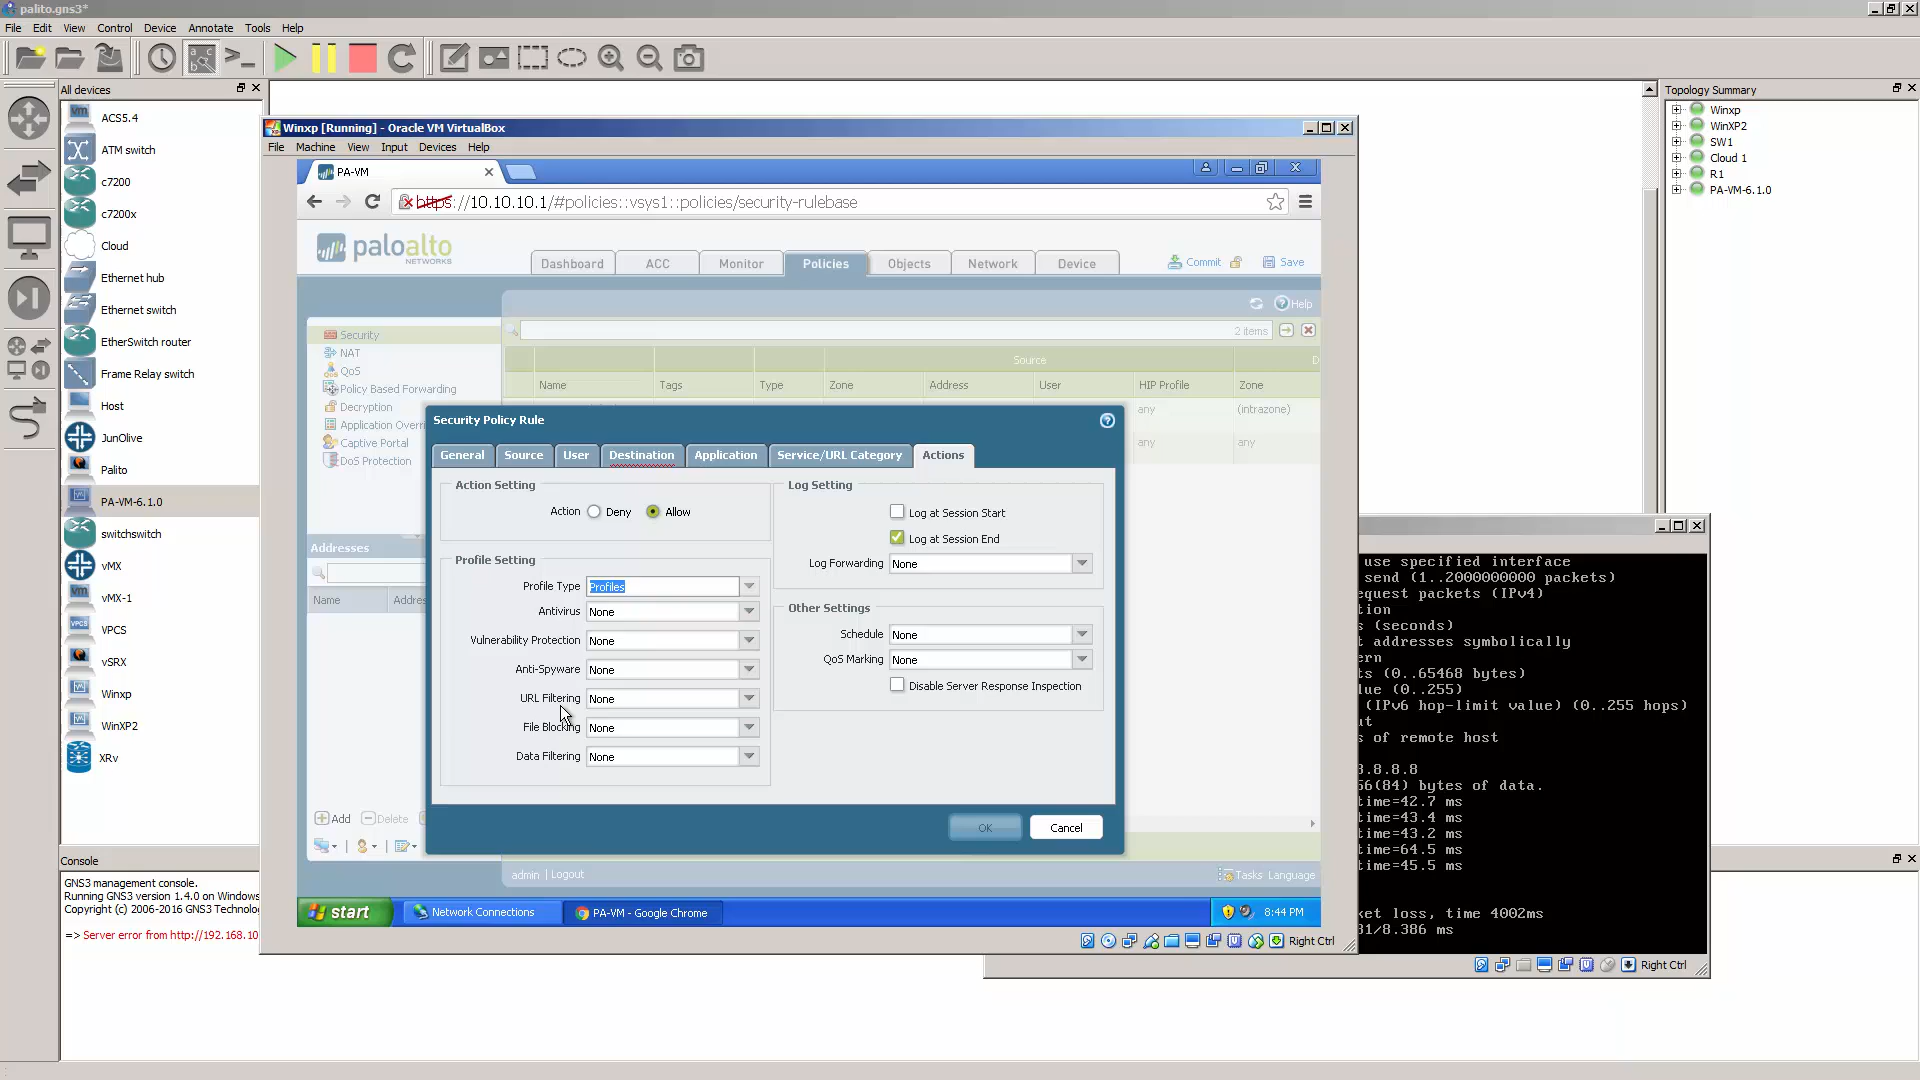 palito.gns3*
File Edit View Control Device Annotate Tools Help
All devices
ACS5.4
ATM switch
c7200
c7200x
Cloud
Ethernet hub
Ethernet switch
EtherSwitch router
Frame Relay switch
Host
JunOlive
Palito
PA-VM-6.1.0
switchswitch
vMX
vMX-1
VPCS
vSRX
Winxp
WinXP2
XRv
Console
GNS3 management console.
Running GNS3 version 1.4.0 on Windows
Copyright (c) 2006-2016 GNS3 Technolo
=> Server error from http://192.168.10
Topology Summary
Winxp
WinXP2
SW1
Cloud 1
R1
PA-VM-6.1.0
Winxp [Running] - Oracle VM VirtualBox
File Machine View Input Devices Help
PA-VM
https://10.10.10.1/#policies::vsys1::policies/security-rulebase
paloalto
NETWORKS
Dashboard ACC Monitor Policies Objects Network Device
Commit Save
Help
Security
NAT
QoS
Policy Based Forwarding
Decryption
Application Overri
Captive Portal
DoS Protection
2 items
Source D
Name Tags Type Zone Address User HIP Profile Zone
any (intrazone)
any any
Addresses
Name Addres
Add Delete
Security Policy Rule
General Source User Destination Application Service/URL Category Actions
Action Setting
Action Deny Allow
Profile Setting
Profile Type Profiles
Antivirus None
Vulnerability Protection None
Anti-Spyware None
URL Filtering None
File Blocking None
Data Filtering None
Log Setting
Log at Session Start
Log at Session End
Log Forwarding None
Other Settings
Schedule None
QoS Marking None
Disable Server Response Inspection
OK Cancel
admin | Logout
Tasks Language
start Network Connections PA-VM - Google Chrome 8:44 PM
Right Ctrl
use specified interface
send (1..2000000000 packets)
equest packets (IPv4)
tion
s (seconds)
t addresses symbolically
ern
ts (0..65468 bytes)
lue (0..255)
(IPv6 hop-limit value) (0..255 hops)
ut
s of remote host
3.8.8.8
56(84) bytes of data.
time=42.7 ms
time=43.4 ms
time=43.2 ms
time=64.5 ms
time=45.5 ms
ket loss, time 4002ms
31/8.386 ms
Right Ctrl